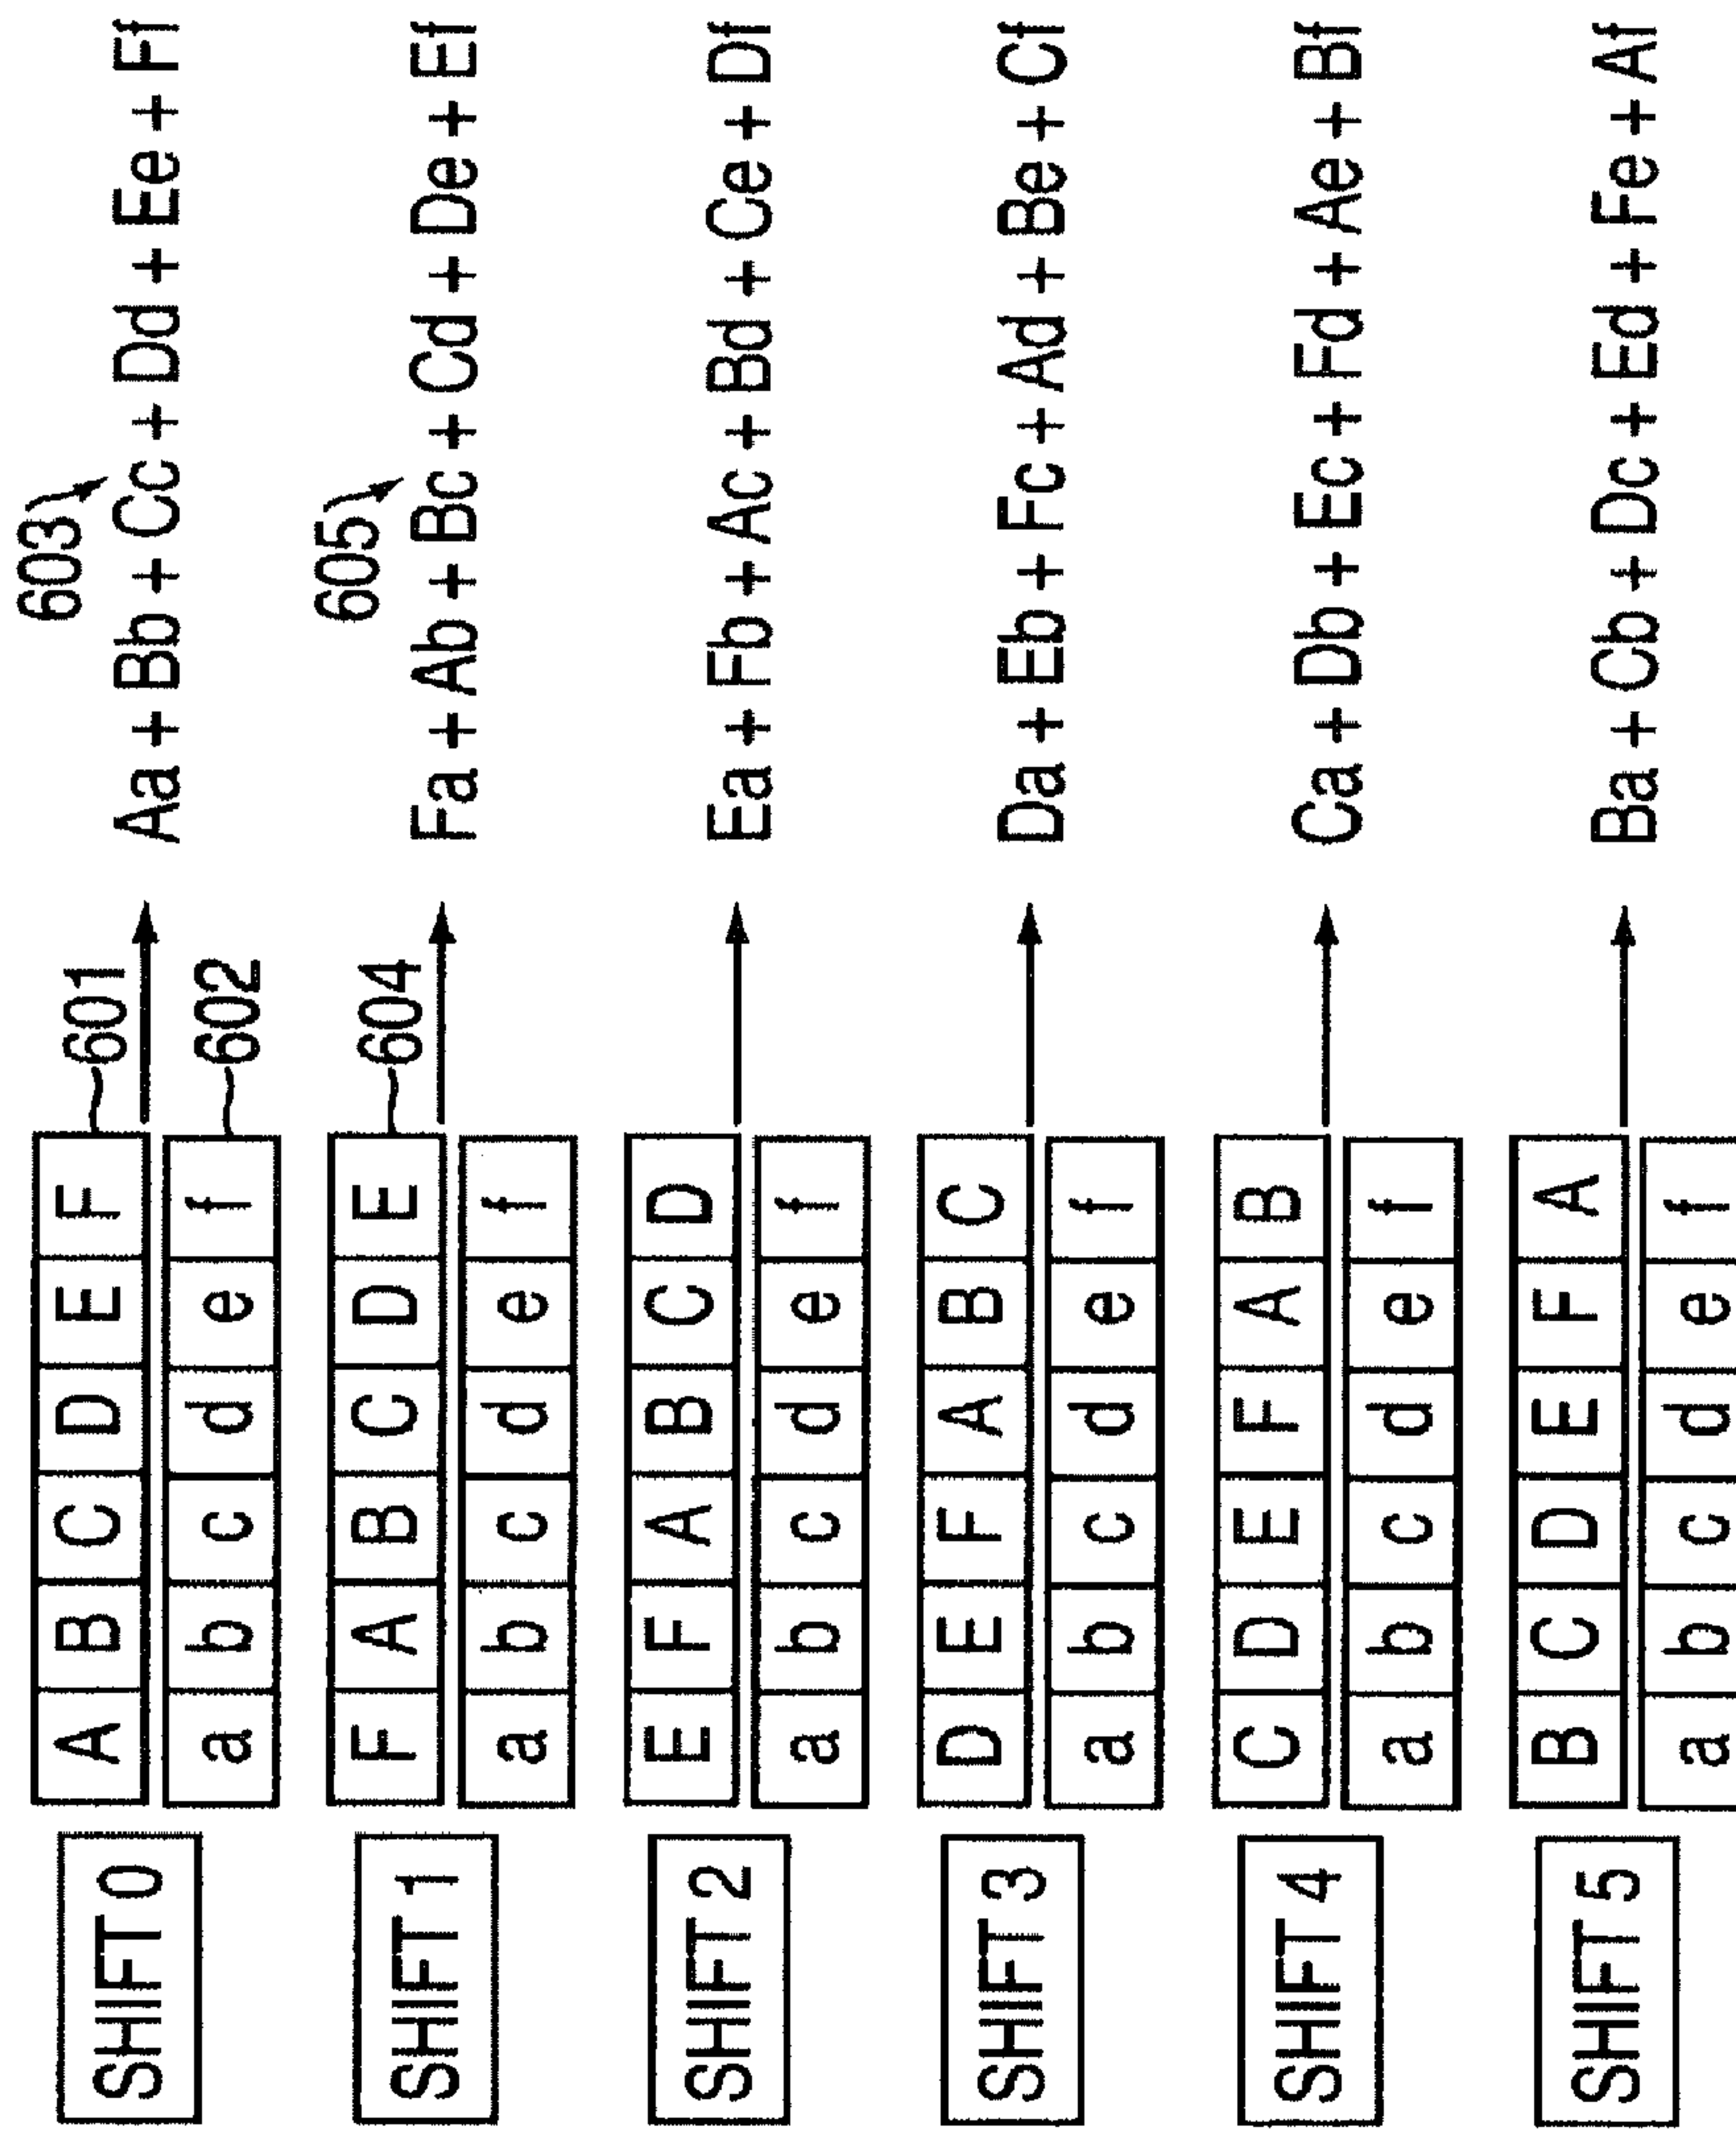 603
SHIFT 0
A B C D E F
601
Aa + Bb + Cc + Dd + Ee + Ff
a b c d e f
602
605
SHIFT 1
F A B C D E
604
Fa + Ab + Bc + Cd + De + Ef
a b c d e f
SHIFT 2
E F A B C D
Ea + Fb + Ac + Bd + Ce + Df
a b c d e f
SHIFT 3
D E F A B C
Da + Eb + Fc + Ad + Be + Cf
a b c d e f
SHIFT 4
C D E F A B
Ca + Db + Ec + Fd + Ae + Bf
a b c d e f
SHIFT 5
B C D E F A
Ba + Cb + Dc + Ed + Fe + Af
a b c d e f